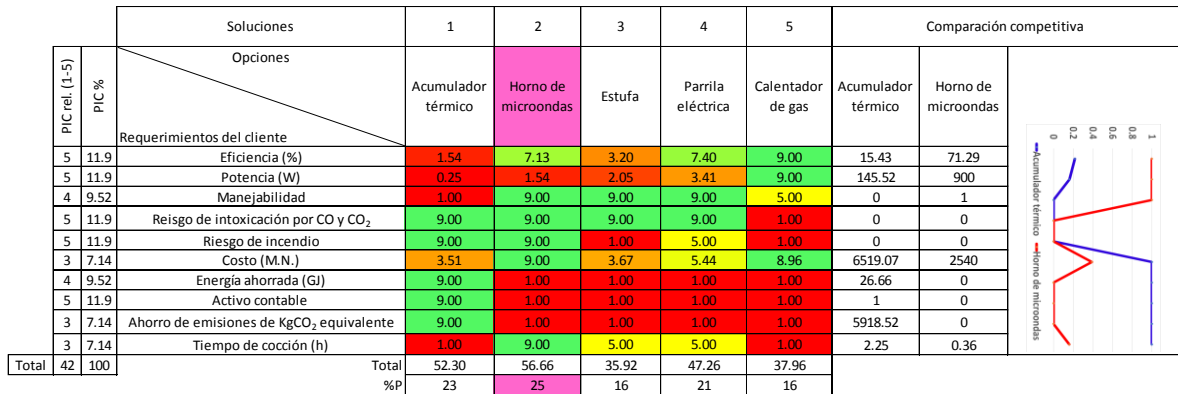 Soluciones 1 2 3 4 5 Comparación competitiva
PIC rel. (1-5) PIC % Opciones Requerimientos del cliente Acumulador térmico Horno de microondas Estufa Parrila eléctrica Calentador de gas Acumulador térmico Horno de microondas
5 11.9 Eficiencia (%) 1.54 7.13 3.20 7.40 9.00 15.43 71.29
5 11.9 Potencia (W) 0.25 1.54 2.05 3.41 9.00 145.52 900
4 9.52 Manejabilidad 1.00 9.00 9.00 9.00 5.00 0 1
5 11.9 Reisgo de intoxicación por CO y CO₂ 9.00 9.00 9.00 9.00 1.00 0 0
5 11.9 Riesgo de incendio 9.00 9.00 1.00 5.00 1.00 0 0
3 7.14 Costo (M.N.) 3.51 9.00 3.67 5.44 8.96 6519.07 2540
4 9.52 Energía ahorrada (GJ) 9.00 1.00 1.00 1.00 1.00 26.66 0
5 11.9 Activo contable 9.00 1.00 1.00 1.00 1.00 1 0
3 7.14 Ahorro de emisiones de KgCO₂ equivalente 9.00 1.00 1.00 1.00 1.00 5918.52 0
3 7.14 Tiempo de cocción (h) 1.00 9.00 5.00 5.00 1.00 2.25 0.36
Total 42 100 Total 52.30 56.66 35.92 47.26 37.96
%P 23 25 16 21 16
0 0.2 0.4 0.6 0.8 1
Acumulador térmico Horno de microondas